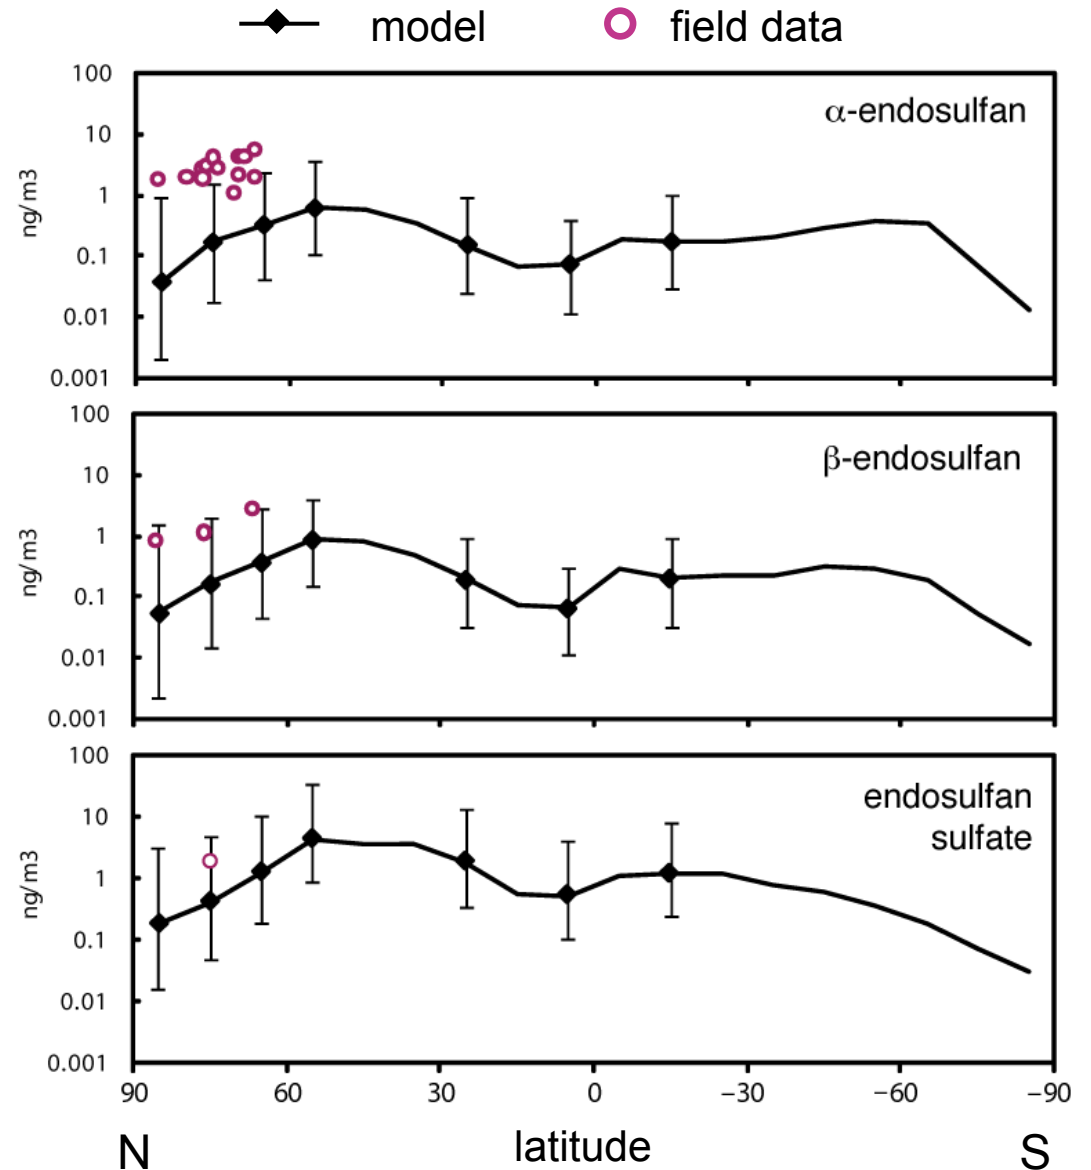 model field data
100
α-endosulfan
10
1
0.1
0.01
0.001
ng/m3
100
β-endosulfan
10
1
0.1
0.01
0.001
ng/m3
100
endosulfan
sulfate
10
1
0.1
0.01
0.001
ng/m3
90 60 30 0 −30 −60 −90
N latitude S